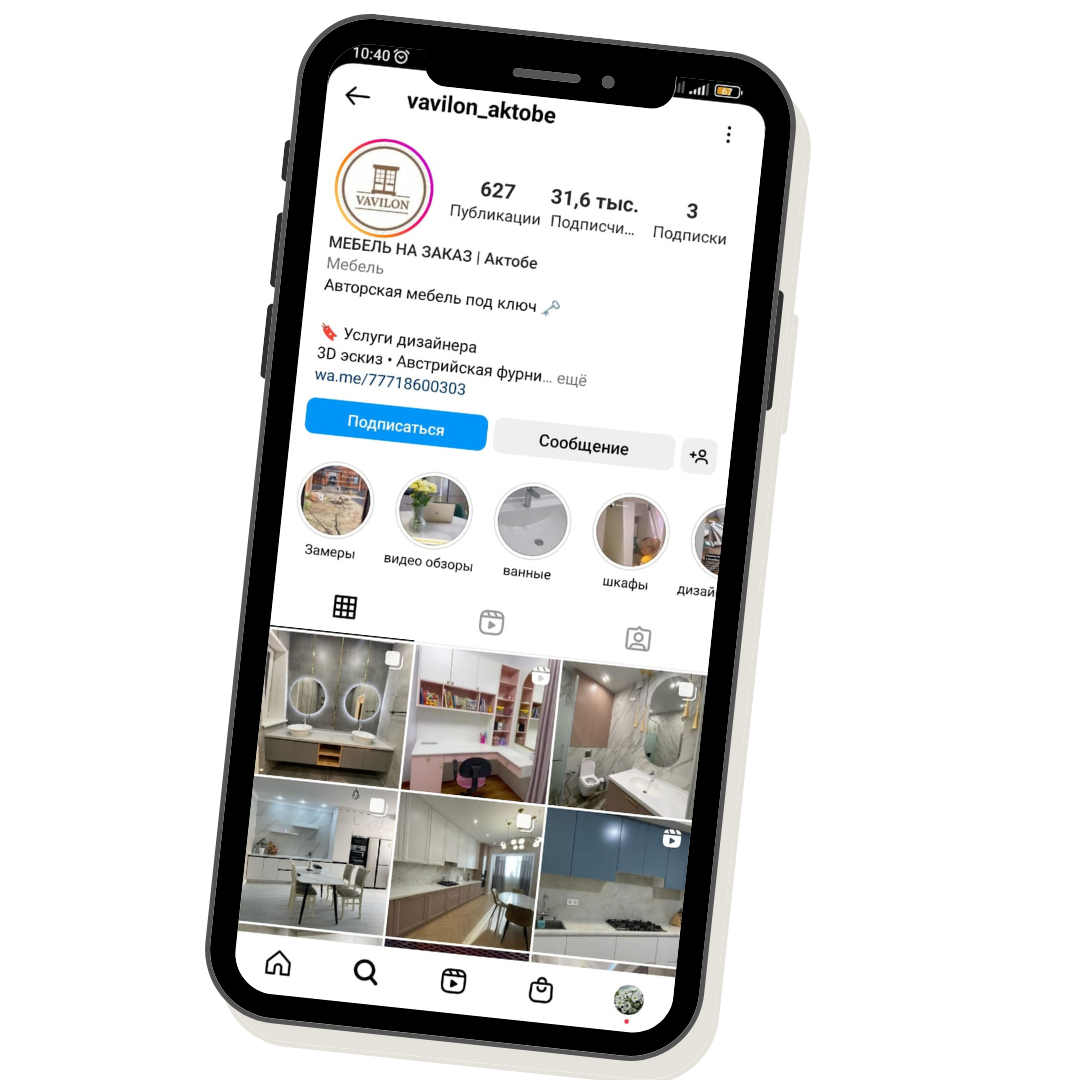 10:40
67
vavilon_aktobe
VAVILON
627
Публикации
31,6 тыс.
Подписчи...
3
Подписки
МЕБЕЛЬ НА ЗАКАЗ | Актобе
Мебель
Авторская мебель под ключ
Услуги дизайнера
3D эскиз • Австрийская фурни... ещё
wa.me/77718600303
Подписаться
Сообщение
Замеры
видео обзоры
ванные
шкафы
дизай